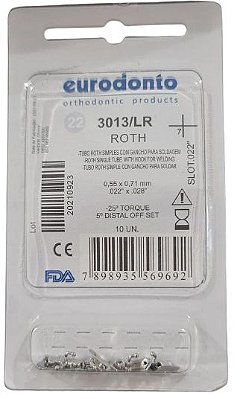 eurodonto
orthodontic products
22 3013/LR
ROTH
7
-TUBO ROTH SIMPLES COM GANCHO PARA SOLDAGEM
ROTH SINGLE TUBE WITH HOOK FOR WELDING
TUBO ROTH SIMPLE CON GANCHO PARA SOLDAR
SLOT.022"
0,55 x 0,71 mm
.022" x .028"
Lot
20210923
-25º TORQUE
5º DISTAL OFF SET
10 UN.
CE
FDA
7 898935 569692